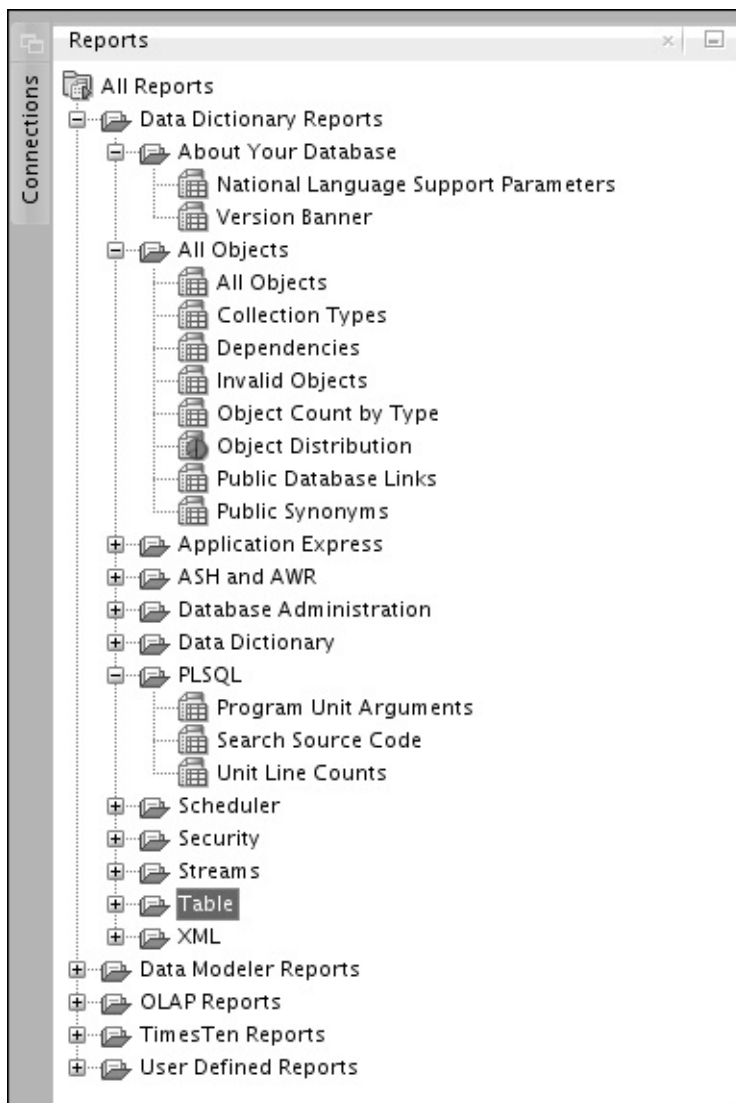 Reports
Connections
All Reports
Data Dictionary Reports
About Your Database
National Language Support Parameters
Version Banner
All Objects
All Objects
Collection Types
Dependencies
Invalid Objects
Object Count by Type
Object Distribution
Public Database Links
Public Synonyms
Application Express
ASH and AWR
Database Administration
Data Dictionary
PLSQL
Program Unit Arguments
Search Source Code
Unit Line Counts
Scheduler
Security
Streams
Table
XML
Data Modeler Reports
OLAP Reports
TimesTen Reports
User Defined Reports